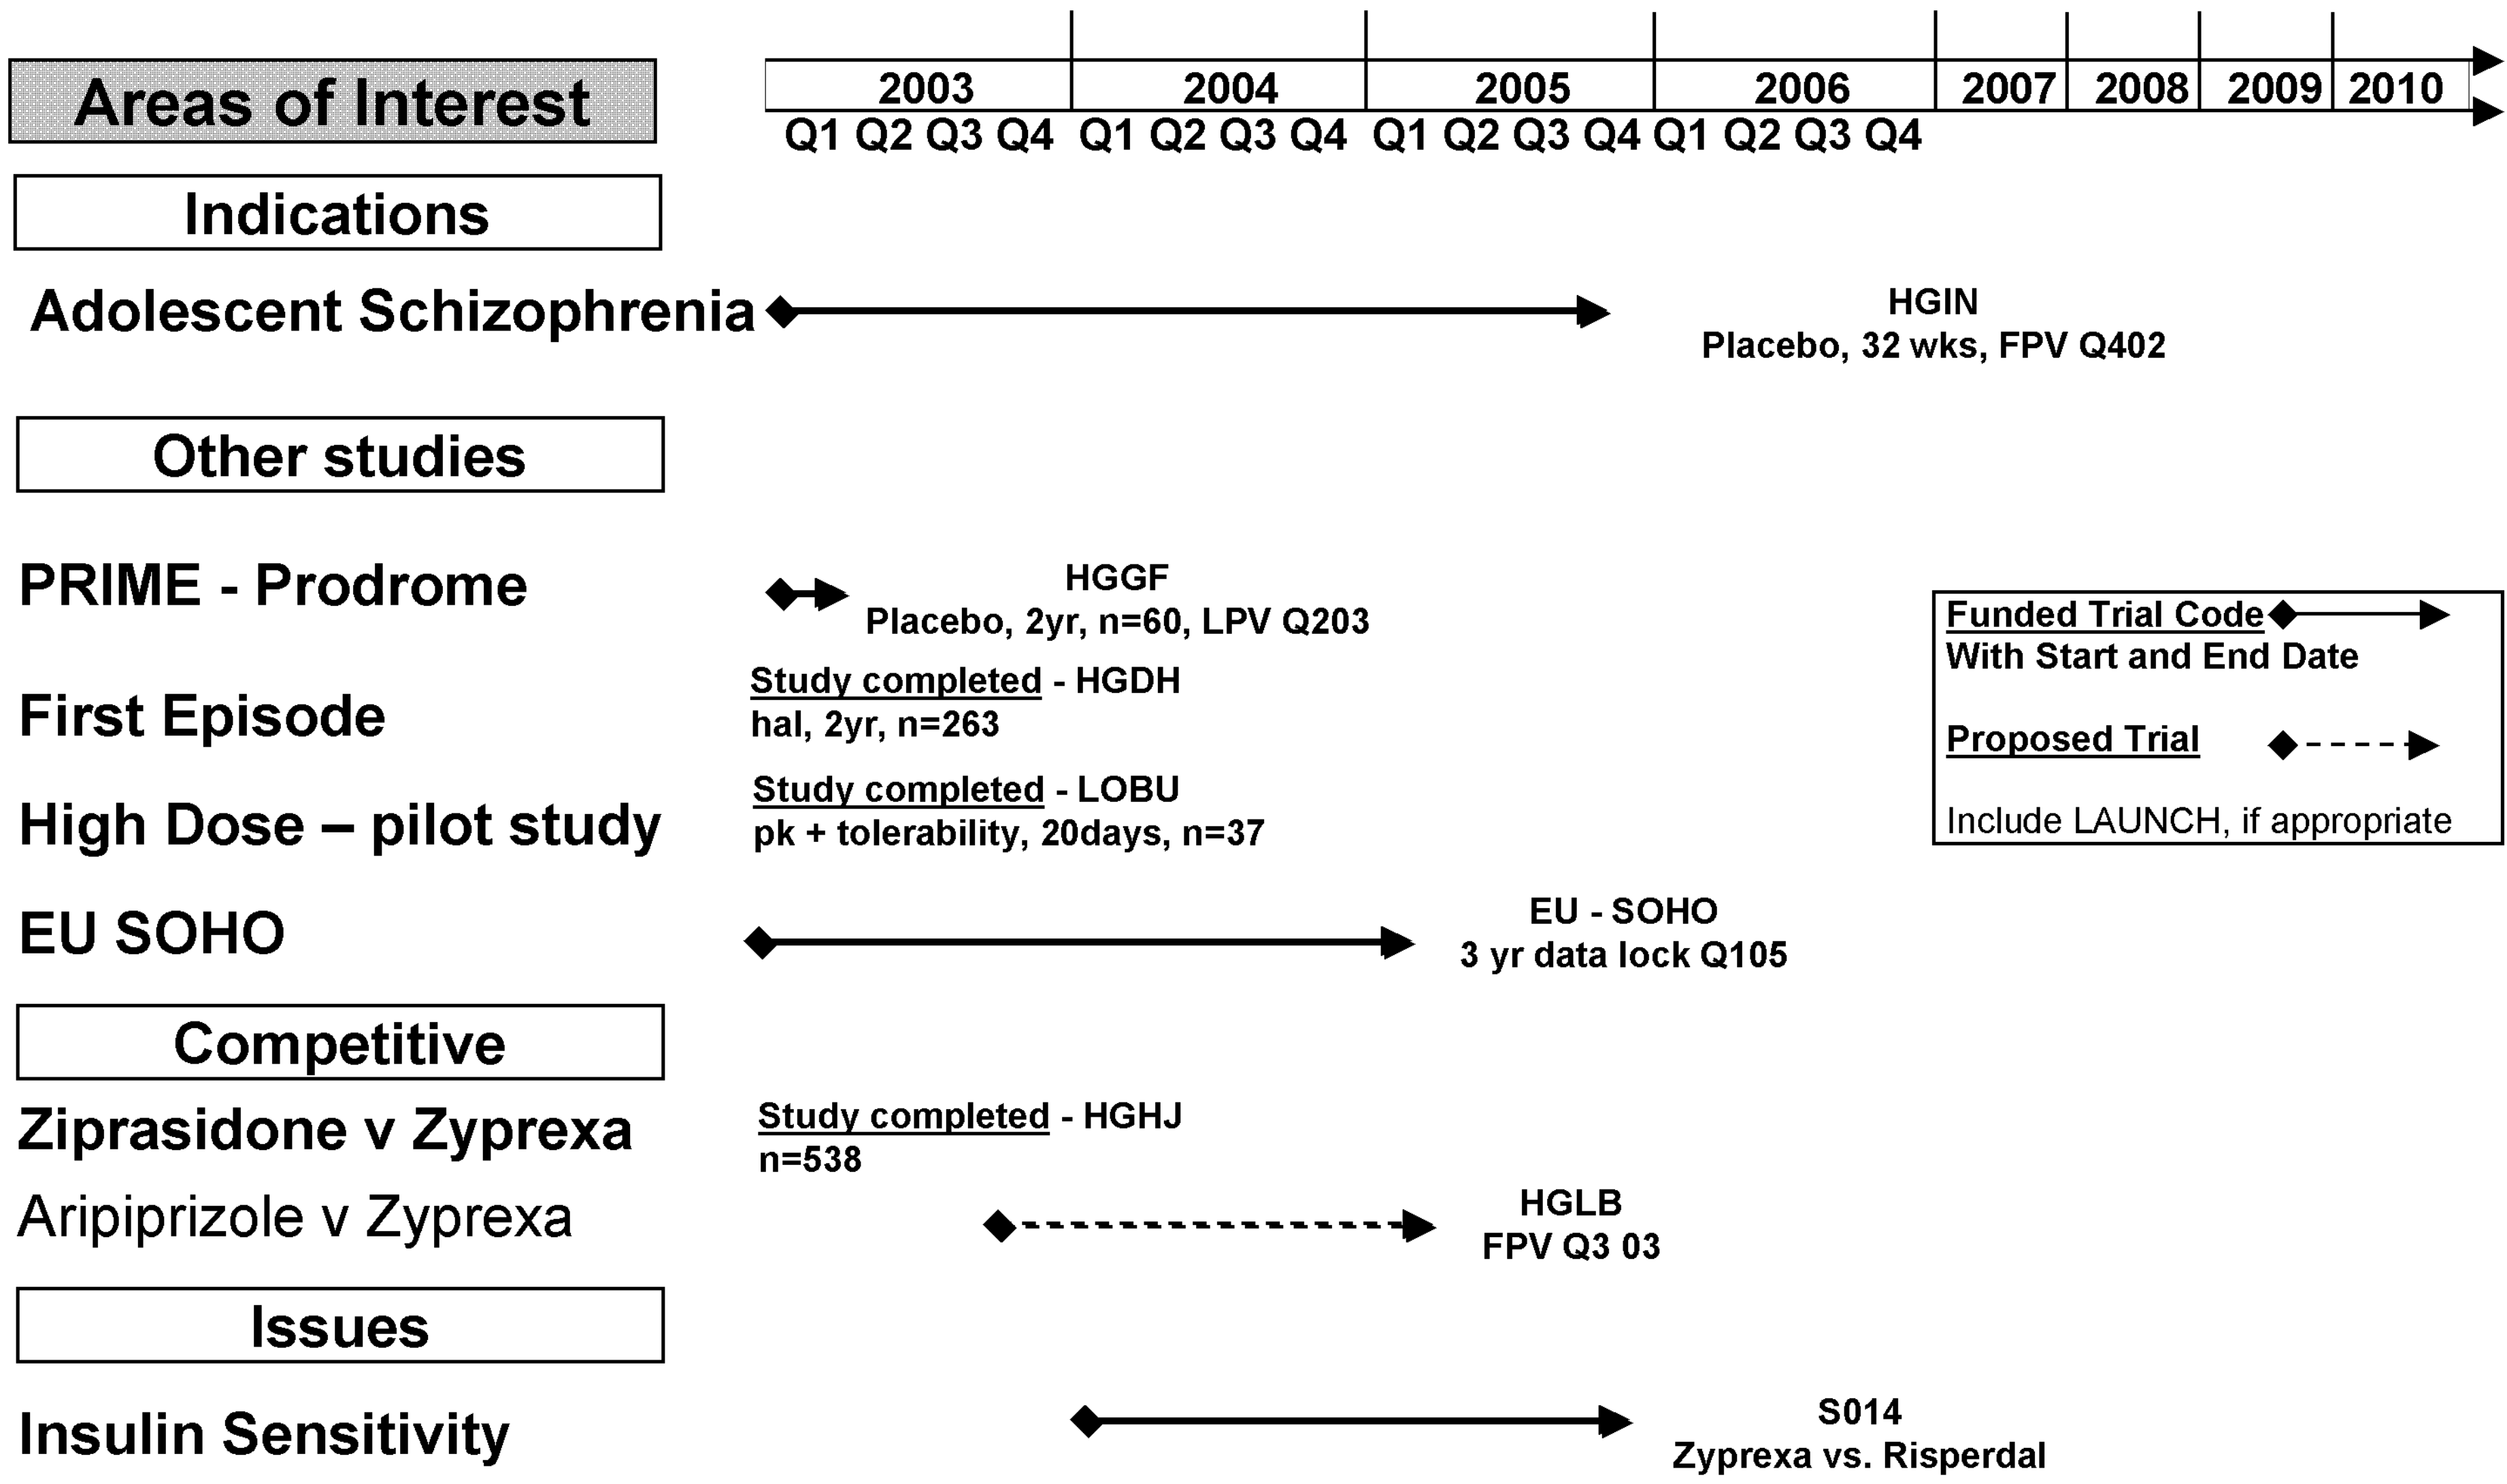 Areas of Interest
2003 2004 2005 2006 2007 2008 2009 2010
Q1 Q2 Q3 Q4 Q1 Q2 Q3 Q4 Q1 Q2 Q3 Q4 Q1 Q2 Q3 Q4
Indications
Adolescent Schizophrenia
HGIN
Placebo, 32 wks, FPV Q402
Other studies
PRIME - Prodrome
HGGF
Placebo, 2yr, n=60, LPV Q203
First Episode
Study completed - HGDH
hal, 2yr, n=263
High Dose – pilot study
Study completed - LOBU
pk + tolerability, 20days, n=37
Funded Trial Code
With Start and End Date
Proposed Trial
Include LAUNCH, if appropriate
EU SOHO
EU - SOHO
3 yr data lock Q105
Competitive
Ziprasidone v Zyprexa
Study completed - HGHJ
n=538
Aripiprizole v Zyprexa
HGLB
FPV Q3 03
Issues
Insulin Sensitivity
S014
Zyprexa vs. Risperdal